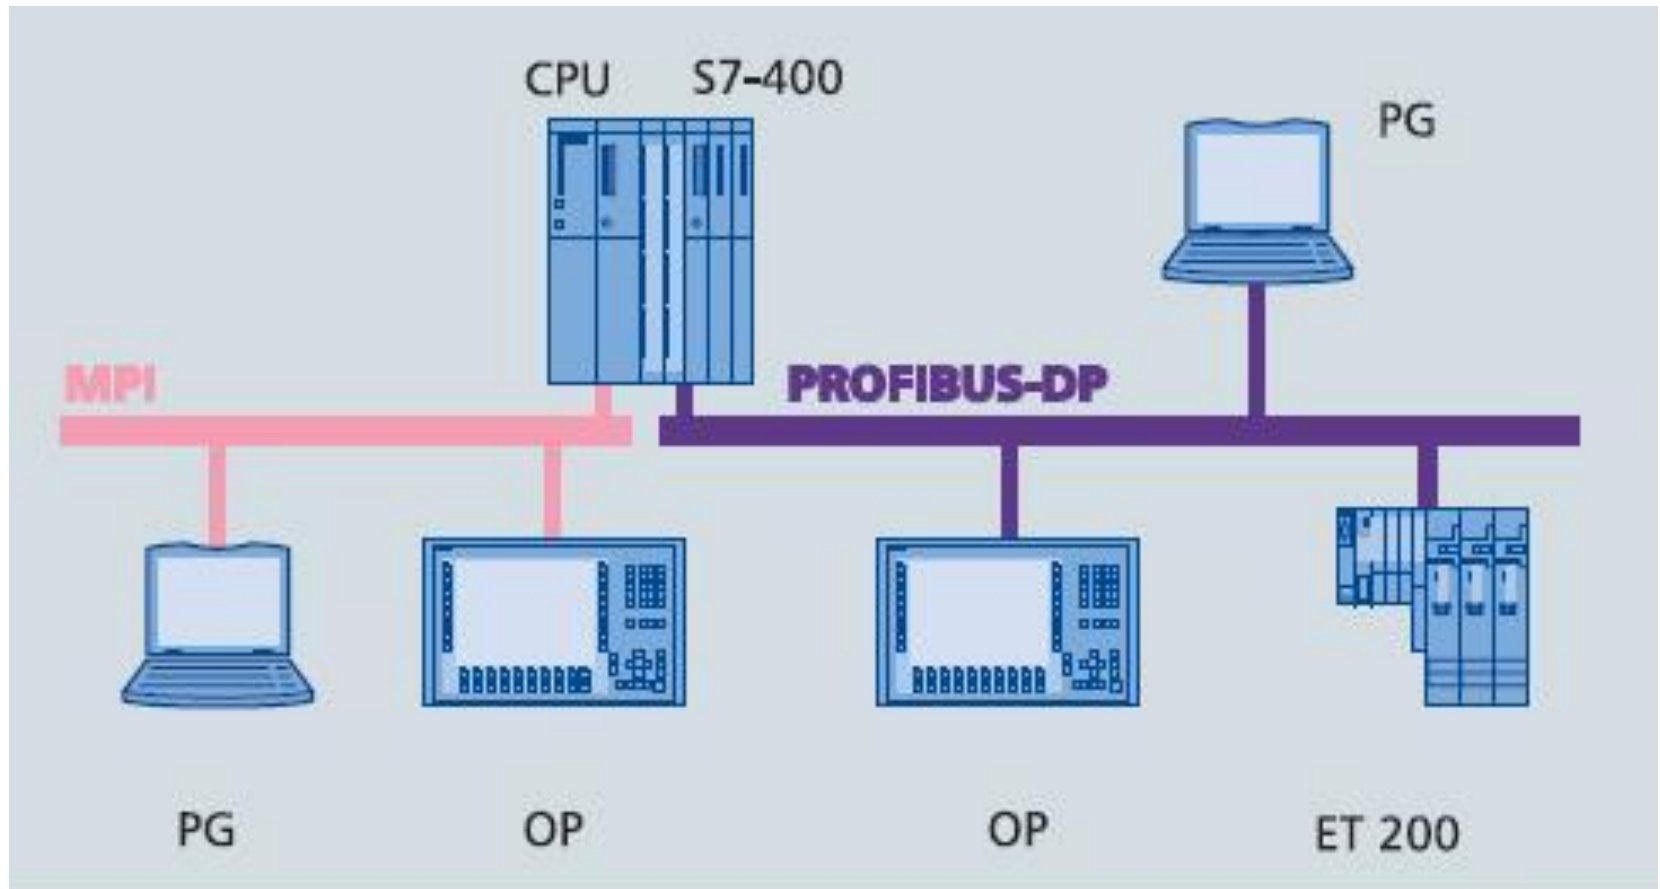 CPU S7-400
PG
MPI
PROFIBUS-DP
PG
OP
OP
ET 200